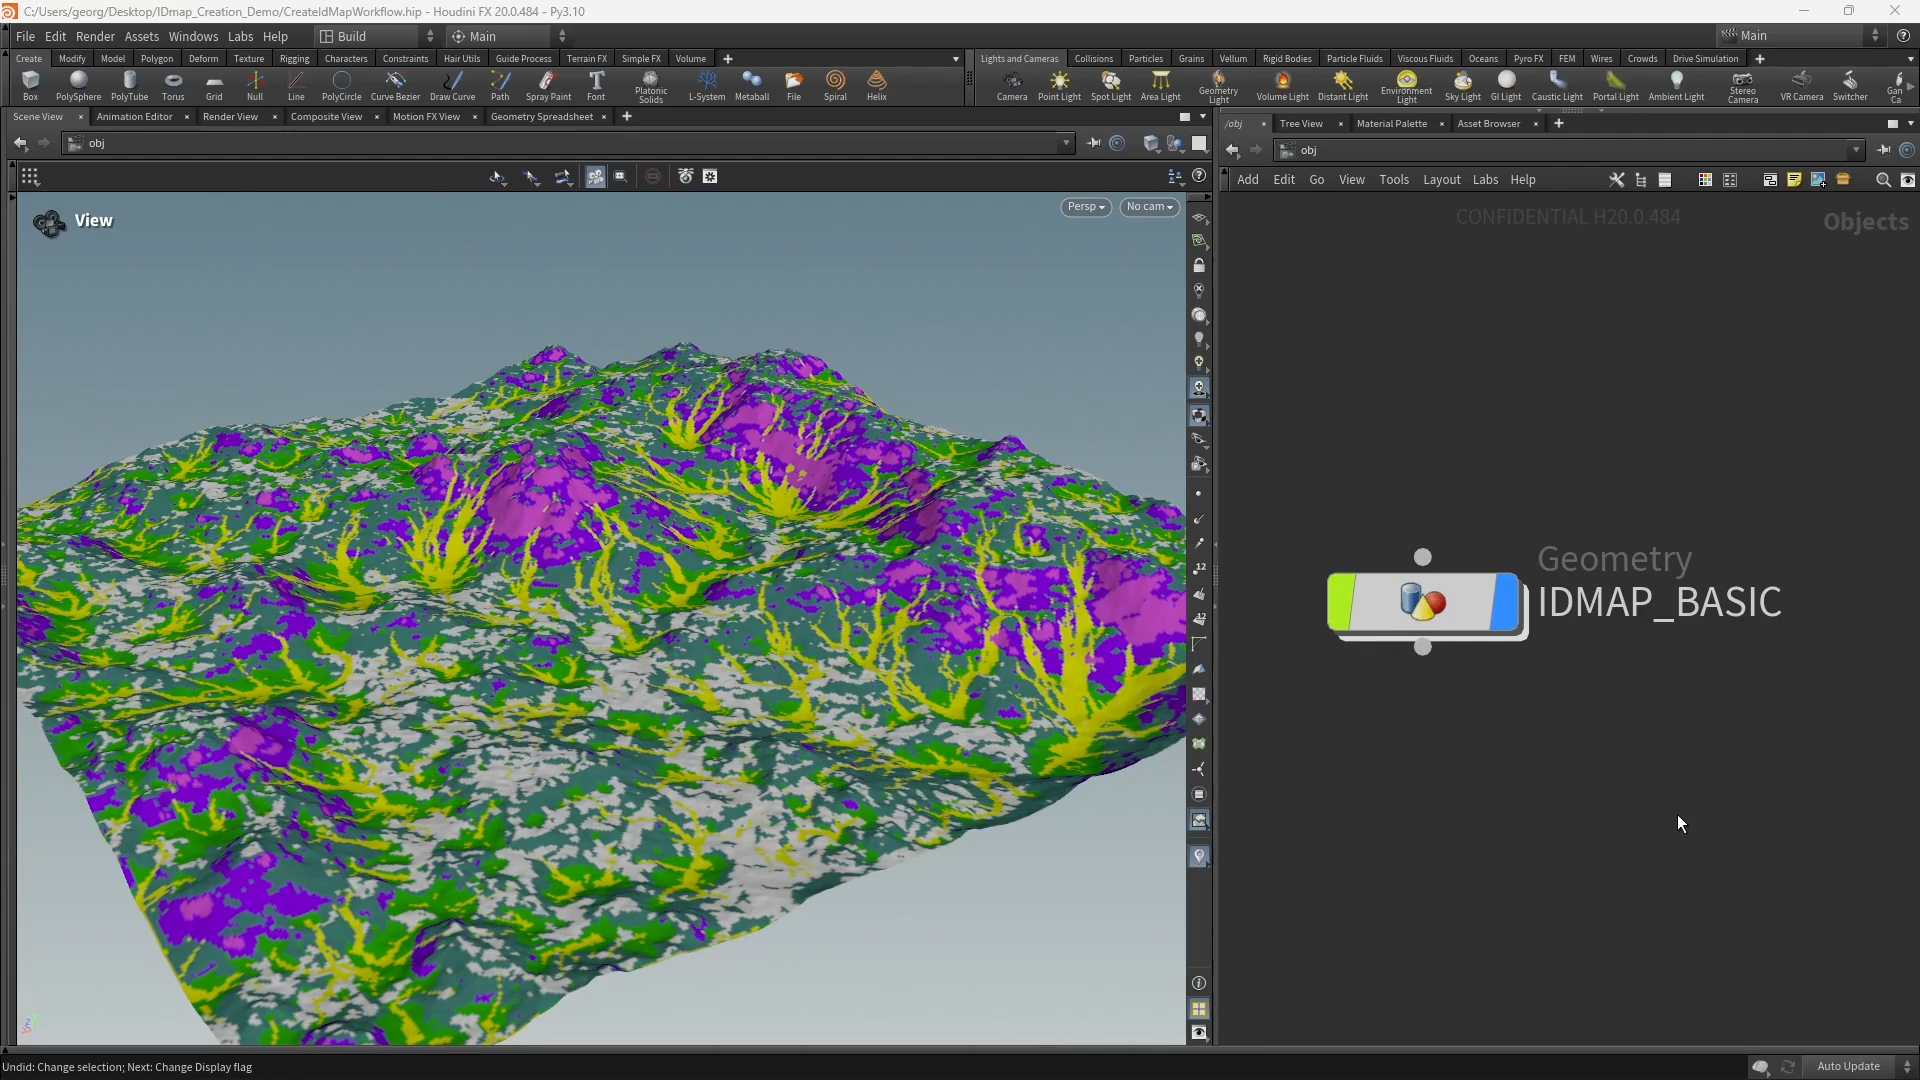 C:/Users/georg/Desktop/IDmap_Creation_Demo/CreateIdMapWorkflow.hip - Houdini FX 20.0.484 - Py3.10
File Edit Render Assets Windows Labs Help Build Main Main
Create Modify Model Polygon Deform Texture Rigging Characters Constraints Hair Utils Guide Process Terrain FX Simple FX Volume
Lights and Cameras Collisions Particles Grains Vellum Rigid Bodies Particle Fluids Viscous Fluids Oceans Pyro FX FEM Wires Crowds Drive Simulation
Box PolySphere PolyTube Torus Grid Null Line PolyCircle Curve Bezier Draw Curve Path Spray Paint Font Platonic Solids L-System Metaball File Spiral Helix
Camera Point Light Spot Light Area Light Geometry Light Volume Light Distant Light Environment Light Sky Light GI Light Caustic Light Portal Light Ambient Light Stereo Camera VR Camera Switcher Gan Ca
Scene View Animation Editor Render View Composite View Motion FX View Geometry Spreadsheet
/obj Tree View Material Palette Asset Browser
obj
obj
Add Edit Go View Tools Layout Labs Help
View
Persp No cam
CONFIDENTIAL H20.0.484
Objects
Geometry
IDMAP_BASIC
12
12
Undid: Change selection; Next: Change Display flag
Auto Update